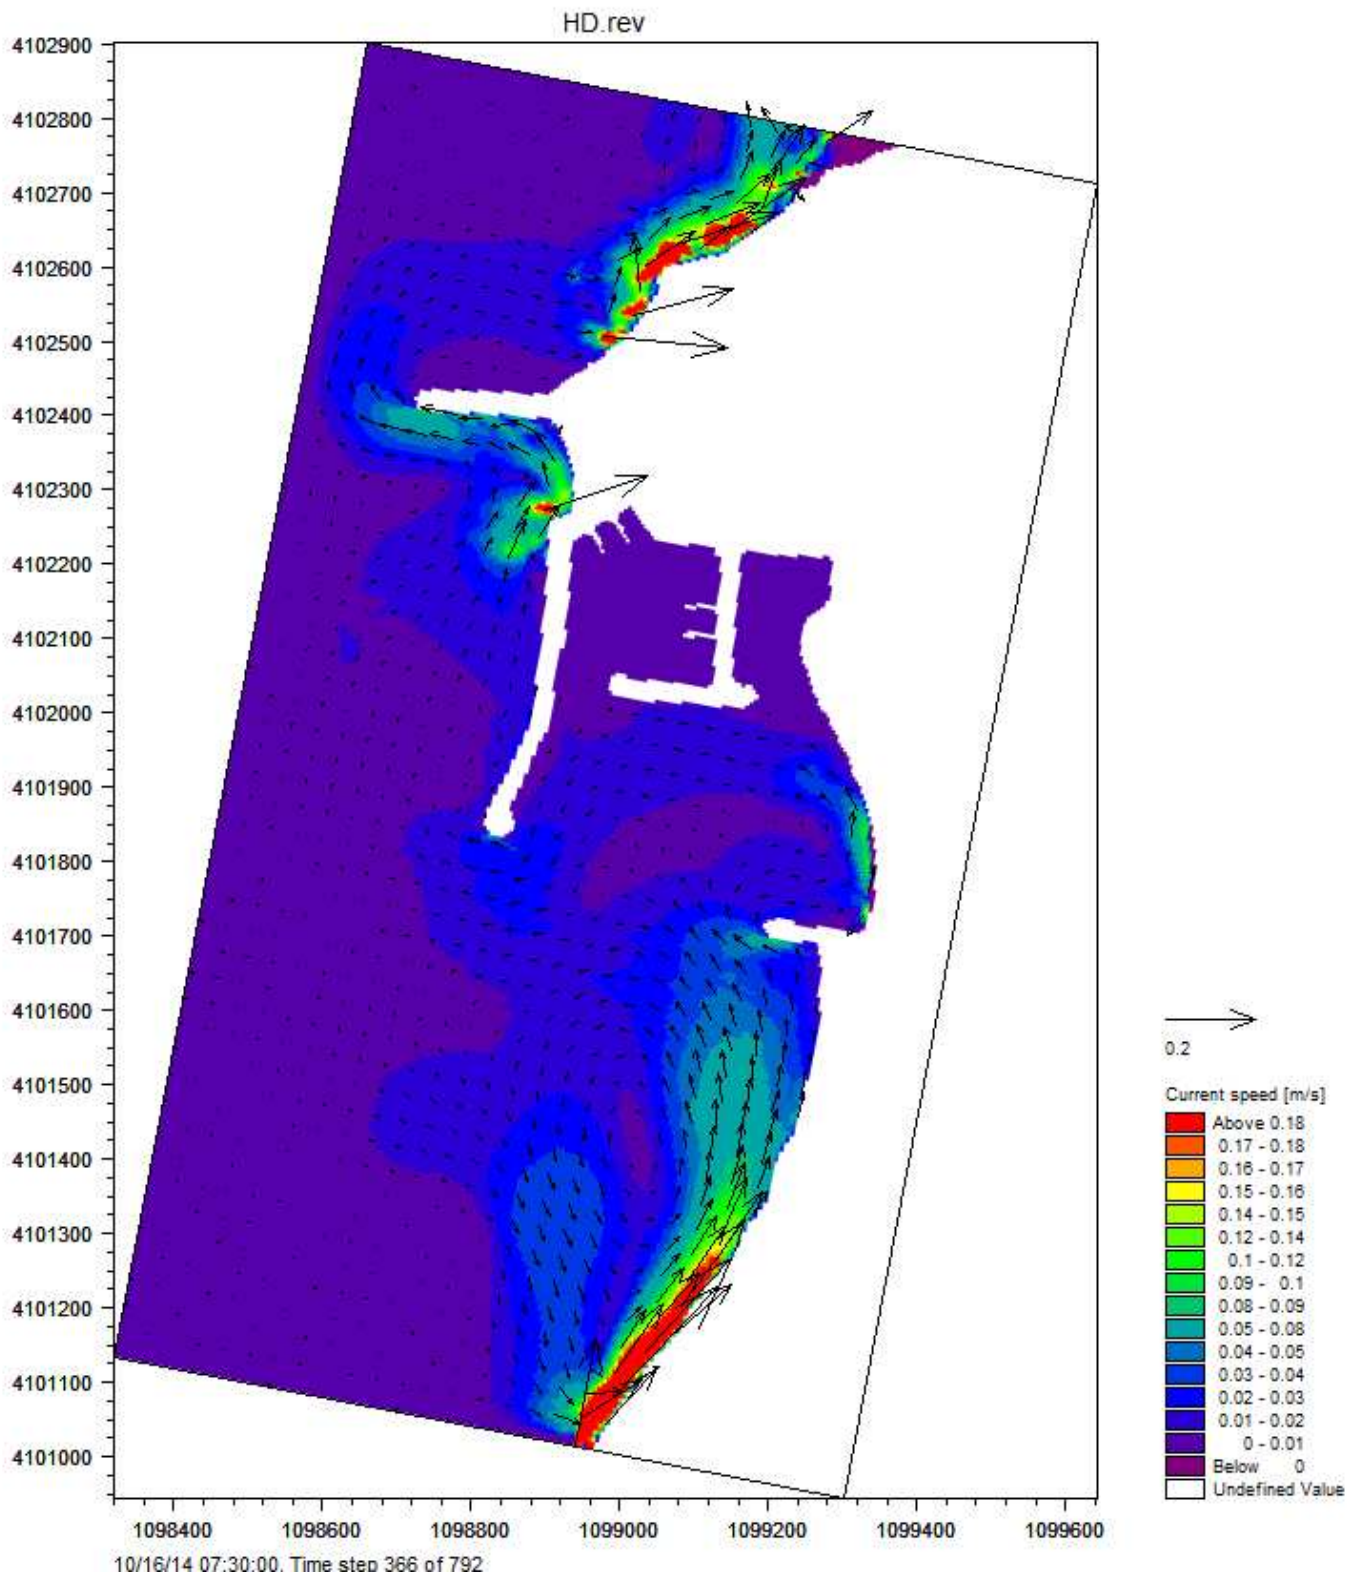 HD.rev
4102900
4102800
4102700
4102600
4102500
4102400
4102300
4102200
4102100
4102000
4101900
4101800
4101700
4101600
4101500
4101400
4101300
4101200
4101100
4101000
1098400 1098600 1098800 1099000 1099200 1099400 1099600
10/16/14 07:30:00, Time step 366 of 792
0.2
Current speed [m/s]
Above 0.18
0.17 - 0.18
0.16 - 0.17
0.15 - 0.16
0.14 - 0.15
0.12 - 0.14
0.1 - 0.12
0.09 - 0.1
0.08 - 0.09
0.05 - 0.08
0.04 - 0.05
0.03 - 0.04
0.02 - 0.03
0.01 - 0.02
0 - 0.01
Below 0
Undefined Value